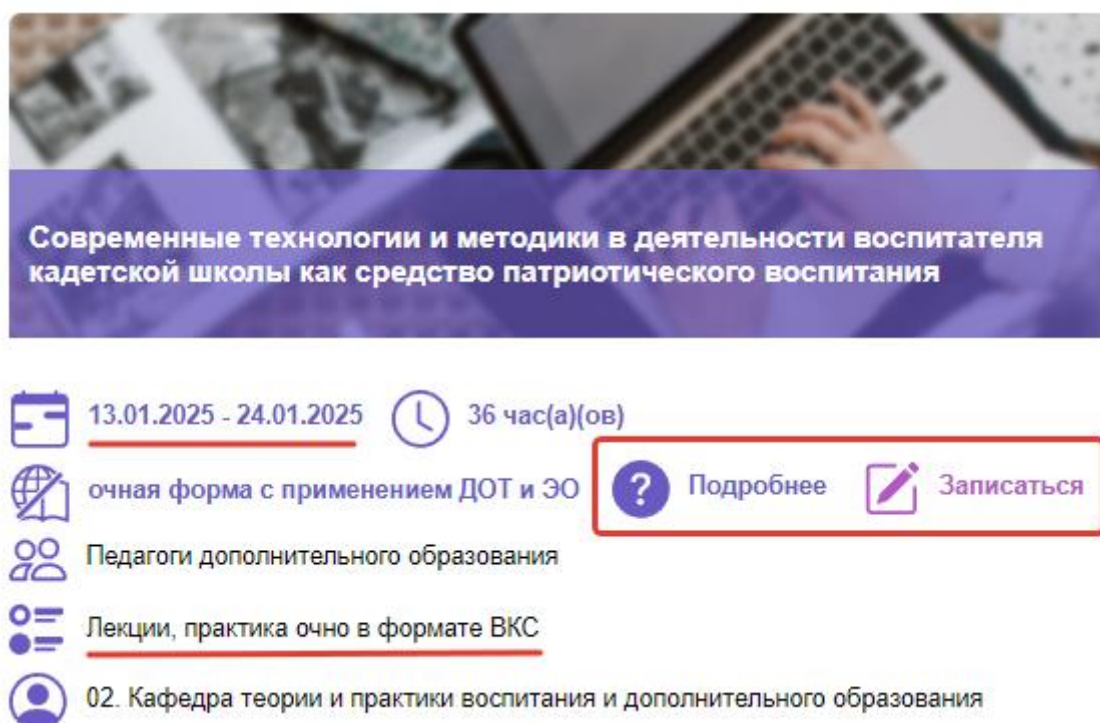 Современные технологии и методики в деятельности воспитателя
кадетской школы как средство патриотического воспитания
13.01.2025 - 24.01.2025
36 час(а)(ов)
очная форма с применением ДОТ и ЭО
? Подробнее
Записаться
Педагоги дополнительного образования
Лекции, практика очно в формате ВКС
02. Кафедра теории и практики воспитания и дополнительного образования